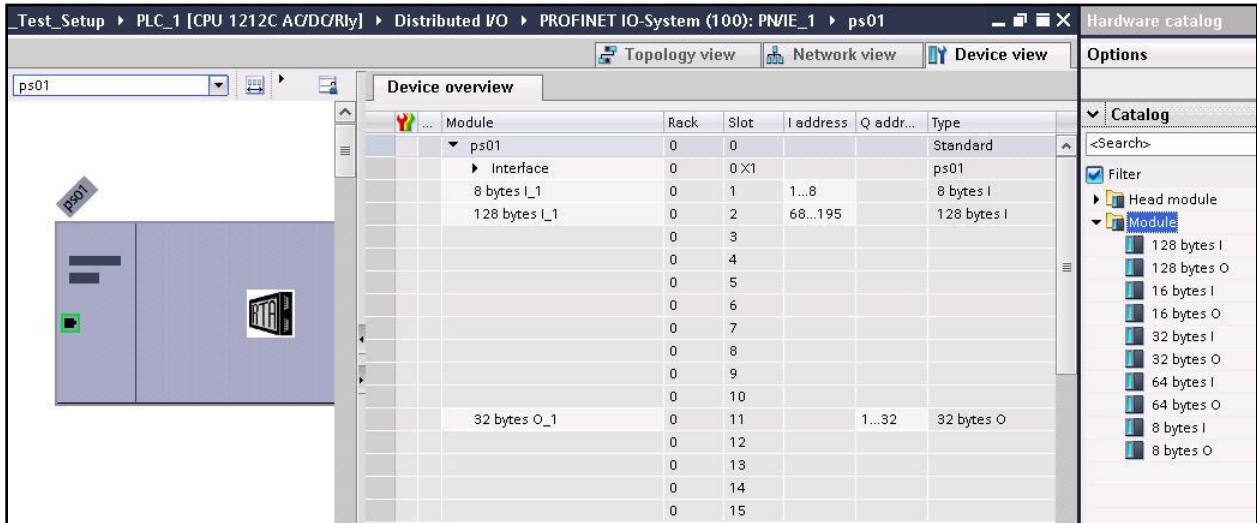 _Test_Setup ▸ PLC_1 [CPU 1212C AC/DC/Rly] ▸ Distributed I/O ▸ PROFINET IO-System (100): PN/IE_1 ▸ ps01
Hardware catalog
Topology view Network view Device view
Options
ps01
Device overview
... Module Rack Slot I address Q addr... Type
ps01 0 0 Standard
Interface 0 0 X1 ps01
8 bytes I_1 0 1 1...8 8 bytes I
128 bytes I_1 0 2 68...195 128 bytes I
0 3
0 4
0 5
0 6
0 7
0 8
0 9
0 10
32 bytes O_1 0 11 1...32 32 bytes O
0 12
0 13
0 14
0 15
ps01
RTA
Catalog
<Search>
Filter
Head module
Module
128 bytes I
128 bytes O
16 bytes I
16 bytes O
32 bytes I
32 bytes O
64 bytes I
64 bytes O
8 bytes I
8 bytes O